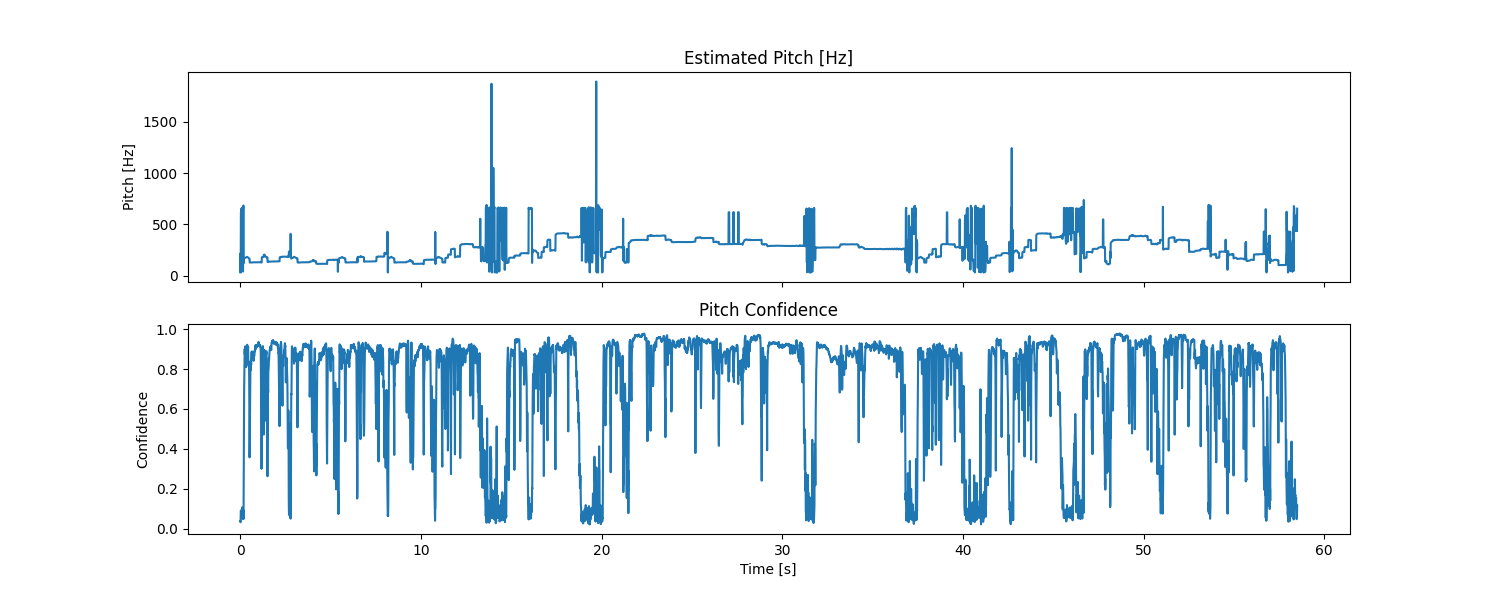 Estimated Pitch [Hz]
Pitch [Hz]
1500
1000
500
0
Pitch Confidence
Confidence
1.0
0.8
0.6
0.4
0.2
0.0
0 10 20 30 40 50 60
Time [s]